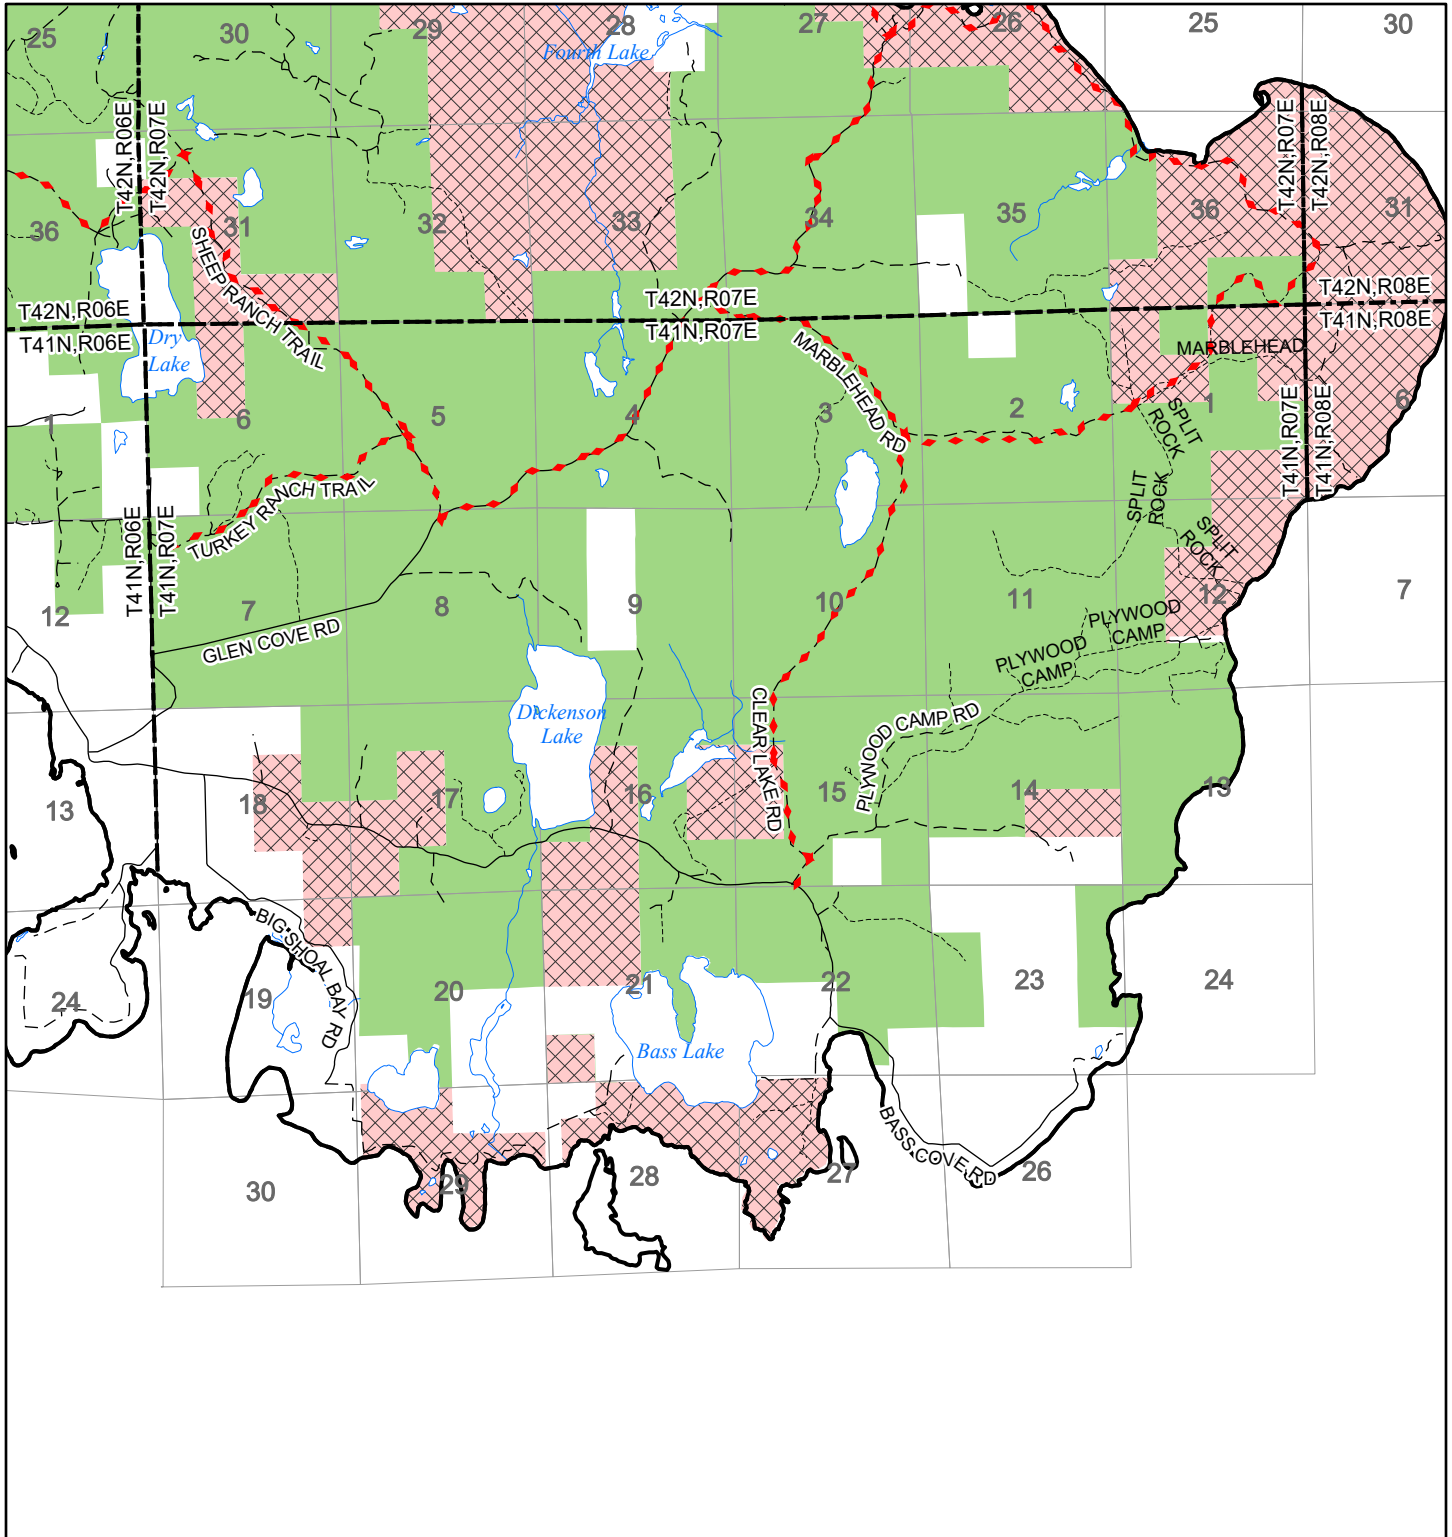 25
30
29
28
27
26
25
30
Fourth Lake
T42N,R06E
T42N,R07E
T42N,R07E
T42N,R08E
36
31
32
33
34
35
36
31
SHEEP RANCH TRAIL
T42N,R06E
T41N,R06E
T42N,R07E
T41N,R07E
T42N,R08E
T41N,R08E
Dry
Lake
MARBLEHEAD RD
MARBLEHEAD
1
6
5
4
3
2
1
6
SPLIT
ROCK
T41N,R07E
T41N,R08E
TURKEY RANCH TRAIL
SPLIT
ROCK
T41N,R06E
T41N,R07E
SPLIT
ROCK
12
7
8
9
10
11
12
7
GLEN COVE RD
PLYWOOD
CAMP
PLYWOOD
CAMP
Dickenson
Lake
CLEAR LAKE RD
PLYWOOD CAMP RD
13
18
17
16
15
14
13
BIG SHOAL BAY RD
24
19
20
21
22
23
24
Bass Lake
BASS COVE RD
30
29
28
27
26